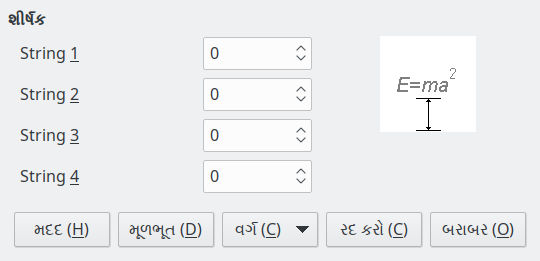 શીર્ષક
String 1 0
String 2 0
String 3 0
String 4 0
E=ma²
મદદ (H) મૂળભૂત (D) વર્ગ (C) રદ કરો (C) બરાબર (O)